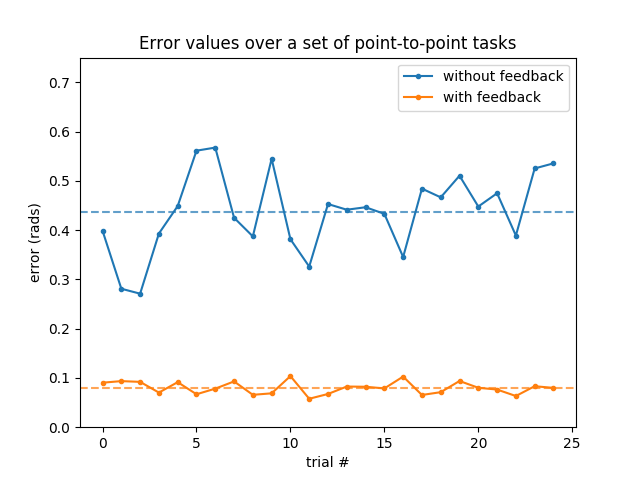 Error values over a set of point-to-point tasks
without feedback
with feedback
0.7
0.6
0.5
0.4
0.3
0.2
0.1
0.0
error (rads)
0 5 10 15 20 25
trial #